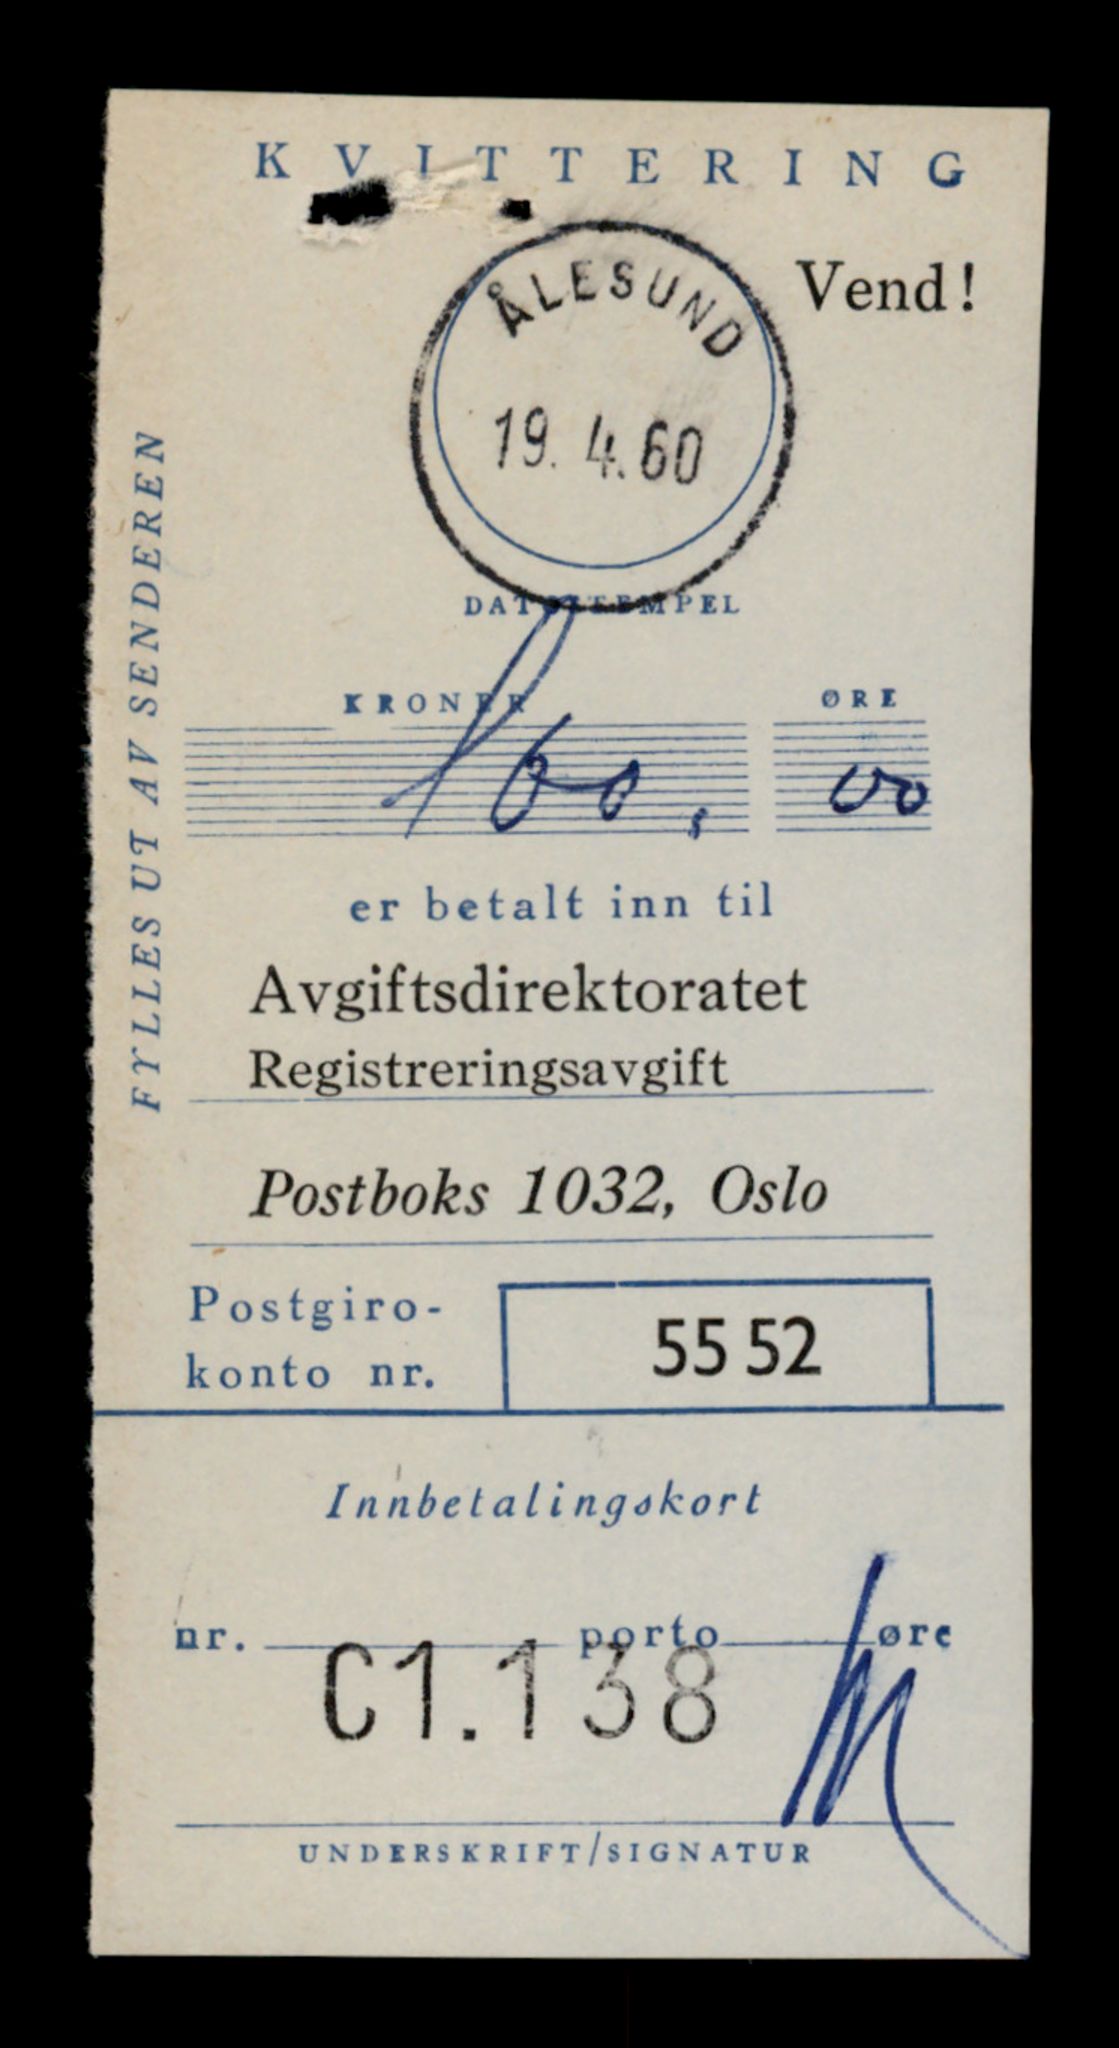 KVITTERING
Vend!
ÅLESUND
19.4.60
DATOSTEMPEL
FYLLES UT AV SENDEREN
KRONER ØRE
100, 00
er betalt inn til
Avgiftsdirektoratet
Registreringsavgift
Postboks 1032, Oslo
Postgiro-
konto nr.
55 52
Innbetalingskort
nr. porto øre
C1.138
UNDERSKRIFT/SIGNATUR